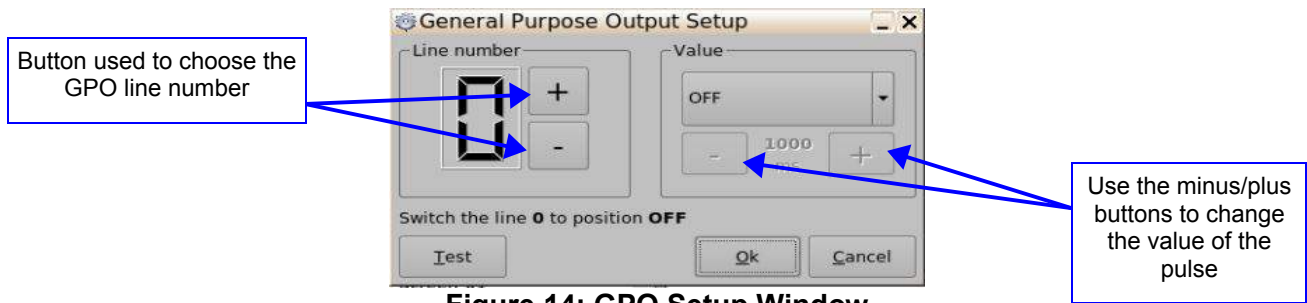 General Purpose Output Setup
Button used to choose the
GPO line number
Line number
0
+
-
Value
OFF
-
1000
ms
+
Use the minus/plus
buttons to change
the value of the
pulse
Switch the line 0 to position OFF
Test
Ok
Cancel
Figure 14: GPO Setup Window